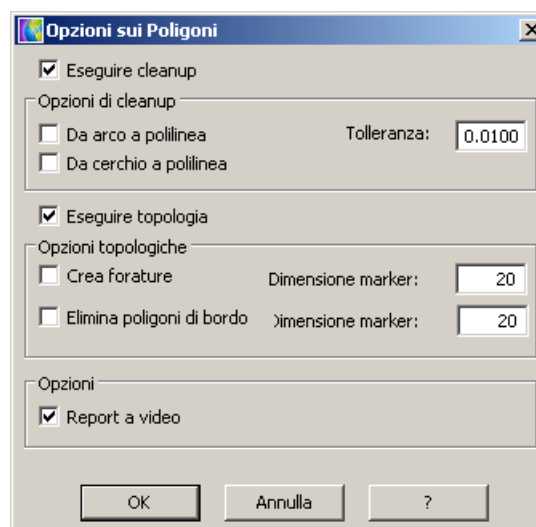 Opzioni sui Poligoni
Eseguire cleanup
Opzioni di cleanup
Da arco a polilinea Tolleranza: 0.0100
Da cerchio a polilinea
Eseguire topologia
Opzioni topologiche
Crea forature Dimensione marker: 20
Elimina poligoni di bordo )imensione marker: 20
Opzioni
Report a video
OK Annulla ?